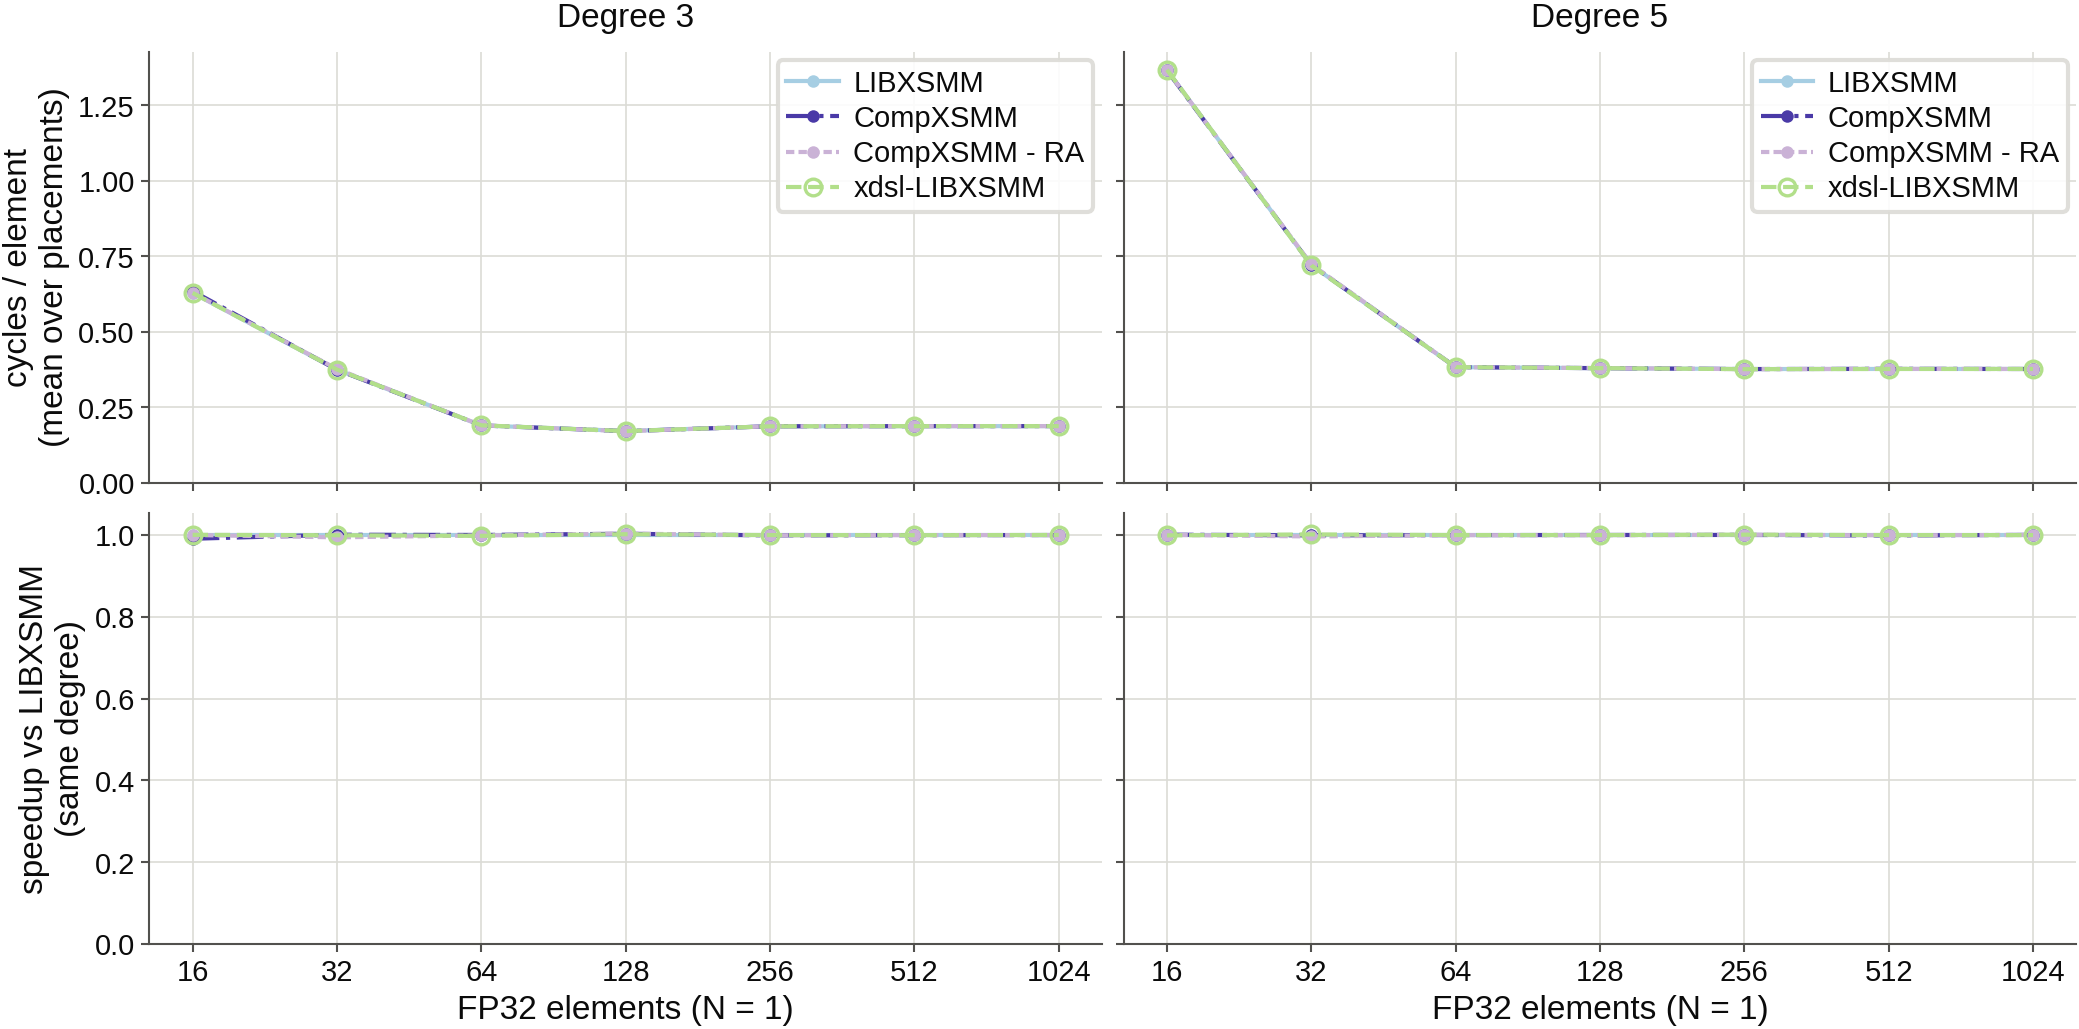 Degree 3
Degree 5
cycles / element
(mean over placements)
1.25
1.00
0.75
0.50
0.25
0.00
LIBXSMM
CompXSMM
CompXSMM - RA
xdsl-LIBXSMM
LIBXSMM
CompXSMM
CompXSMM - RA
xdsl-LIBXSMM
speedup vs LIBXSMM
(same degree)
1.0
0.8
0.6
0.4
0.2
0.0
16 32 64 128 256 512 1024
16 32 64 128 256 512 1024
FP32 elements (N = 1)
FP32 elements (N = 1)